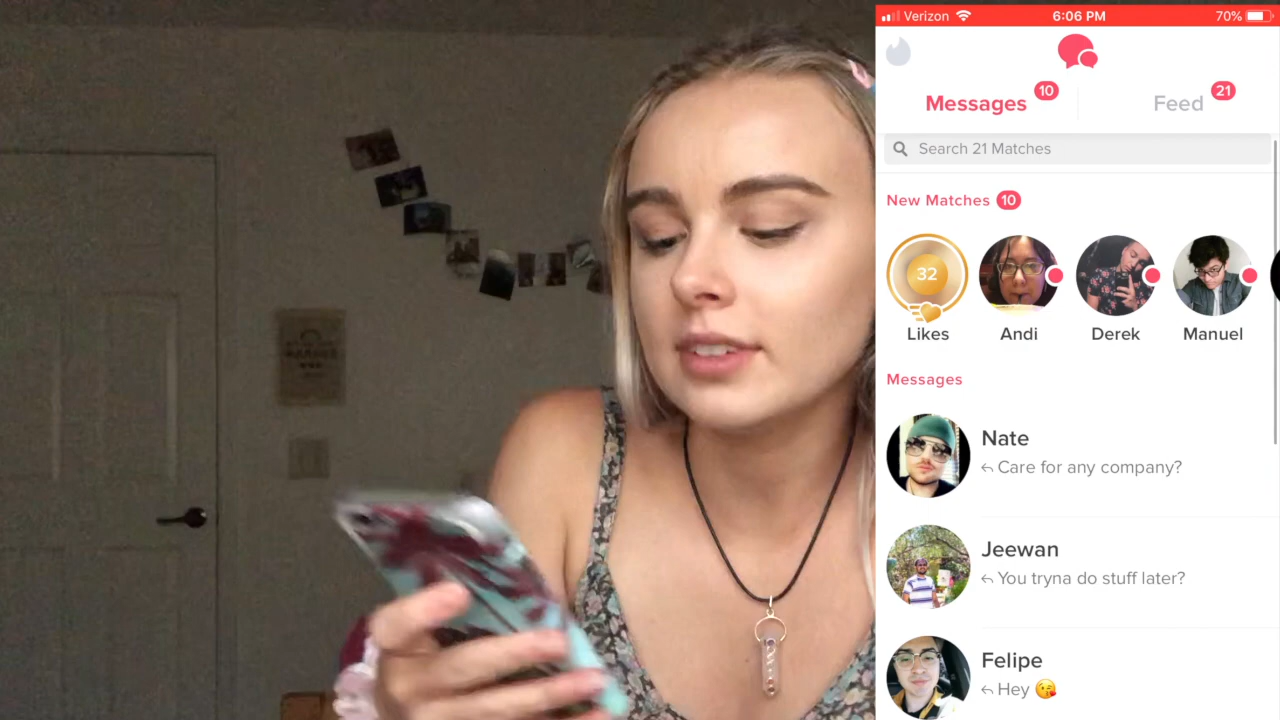 Verizon 6:06 PM 70%
Messages 10 Feed 21
Search 21 Matches
New Matches 10
32
Likes Andi Derek Manuel
Messages
Nate
Care for any company?
Jeewan
You tryna do stuff later?
Felipe
Hey 😘